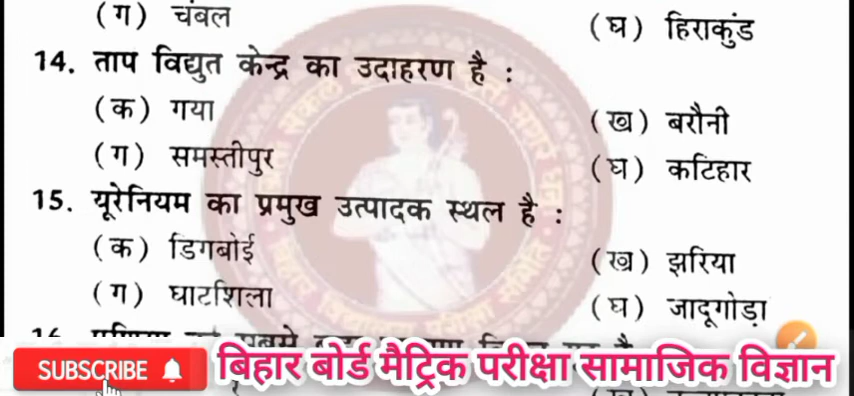 (ग) चंबल (घ) हिराकुंड
14. ताप विद्युत केन्द्र का उदाहरण है :
(क) गया (ख) बरौनी
(ग) समस्तीपुर (घ) कटिहार
15. यूरेनियम का प्रमुख उत्पादक स्थल है :
(क) डिगबोई (ख) झरिया
(ग) घाटशिला (घ) जादूगोड़ा
SUBSCRIBE बिहार बोर्ड मैट्रिक परीक्षा सामाजिक विज्ञान